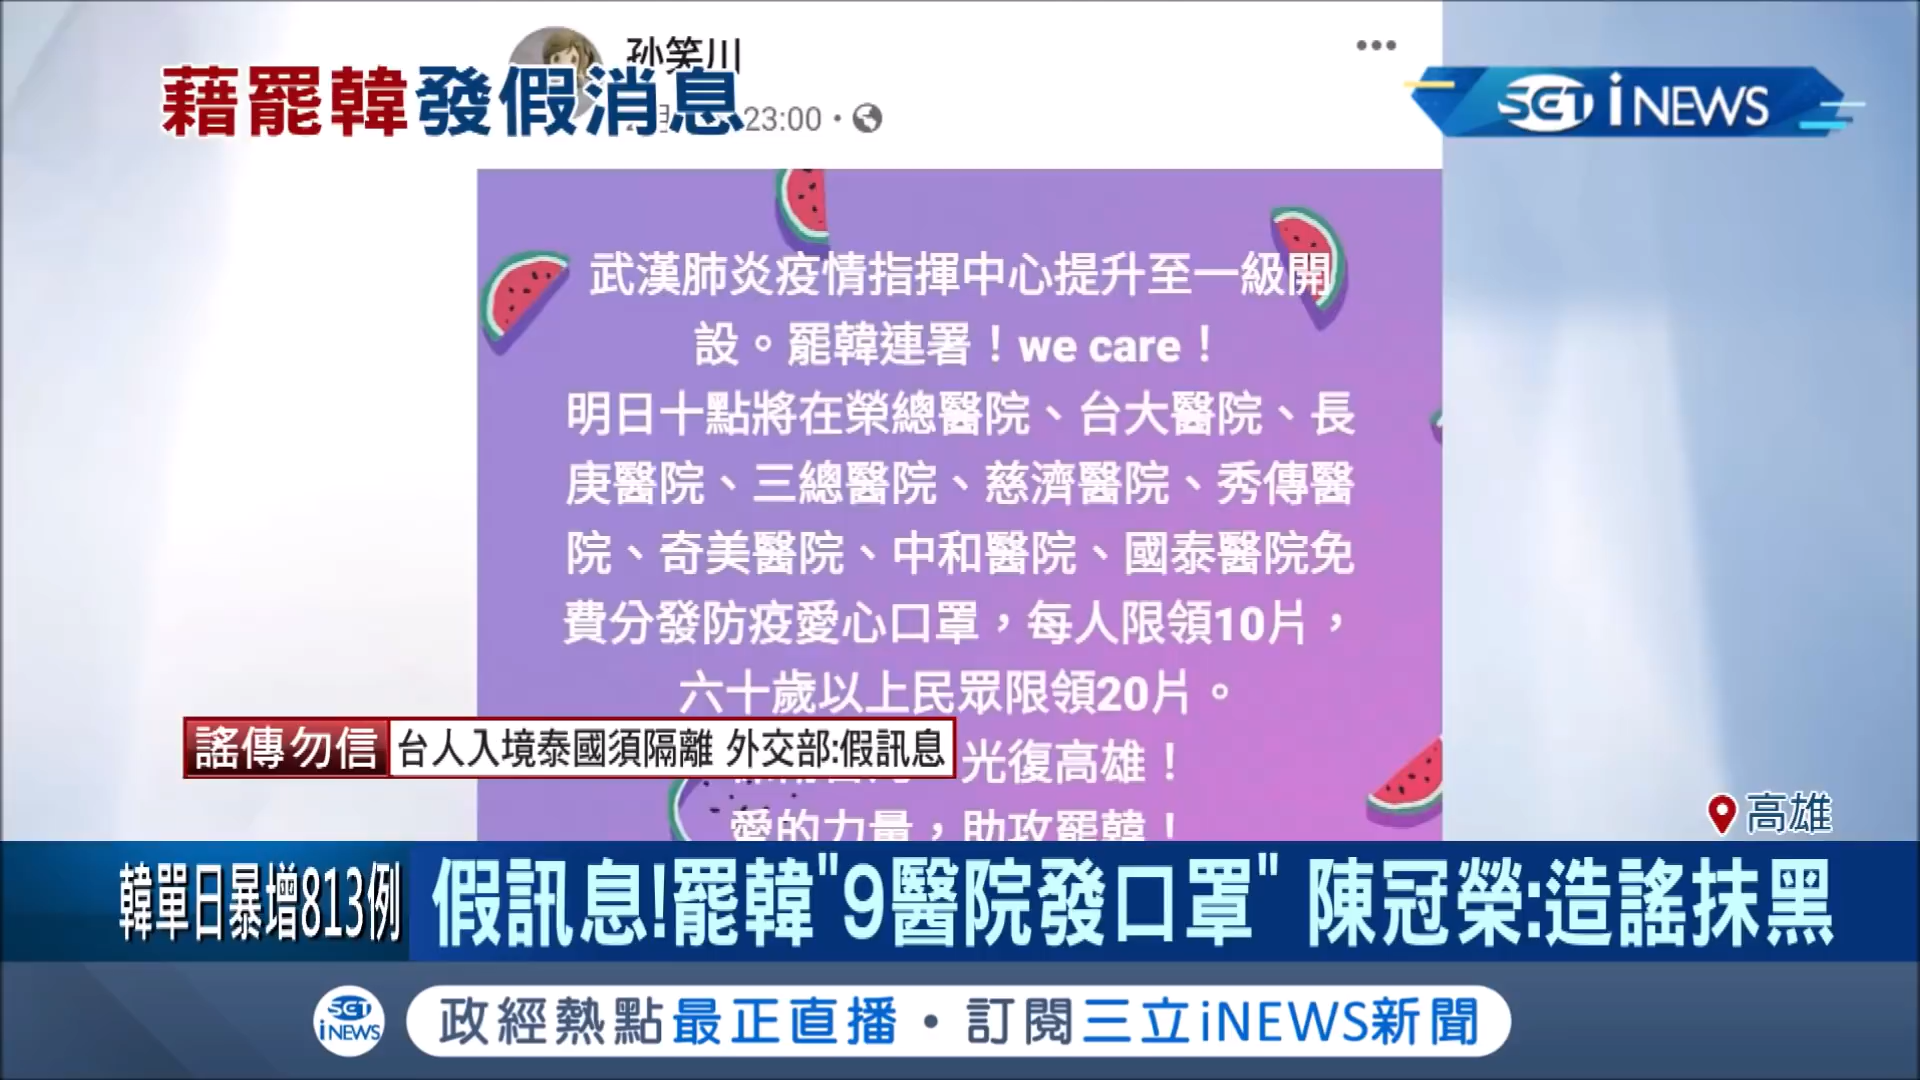 孙笑川
藉罷韓發假消息
23:00
SET iNEWS
武漢肺炎疫情指揮中心提升至一級開
設。罷韓連署！we care！
明日十點將在榮總醫院、台大醫院、長
庚醫院、三總醫院、慈濟醫院、秀傳醫
院、奇美醫院、中和醫院、國泰醫院免
費分發防疫愛心口罩，每人限領10片，
六十歲以上民眾限領20片。
光復高雄！
愛的力量，助攻罷韓！
謠傳勿信 台人入境泰國須隔離 外交部:假訊息
高雄
韓單日暴增813例
假訊息!罷韓"9醫院發口罩" 陳冠榮:造謠抹黑
SET iNEWS
政經熱點最正直播・訂閱三立iNEWS新聞